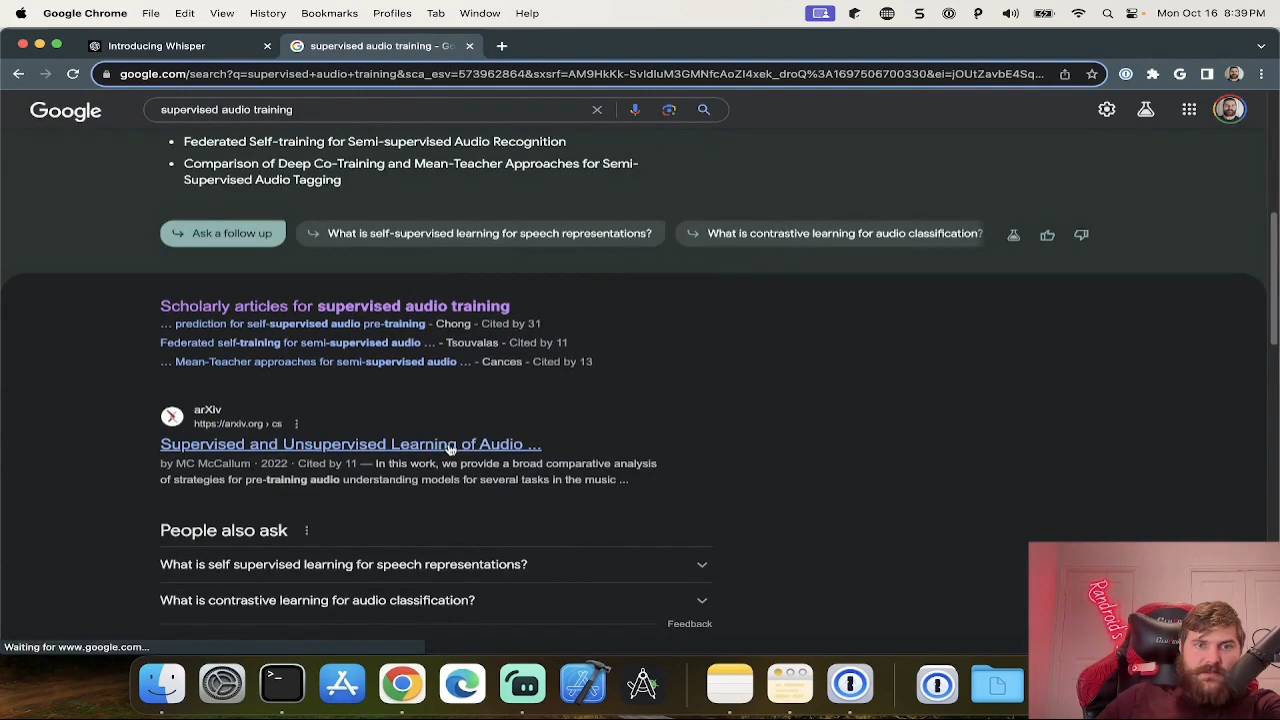 Chrome File Edit View History Bookmarks Profiles Tab Window Help Mon Oct 16
Introducing Whisper
supervised audio training - Go
google.com/search?q=supervised+audio+training&sca_esv=573962864&sxsrf=AM9HkKk-SvIdluM3GMNfcAoZI4xek_droQ%3A1697506700330&ei=jOUtZavbE4Sq...
Google
supervised audio training
• Federated Self-training for Semi-supervised Audio Recognition
• Comparison of Deep Co-Training and Mean-Teacher Approaches for Semi-
Supervised Audio Tagging
Ask a follow up
What is self-supervised learning for speech representations?
What is contrastive learning for audio classification?
Scholarly articles for supervised audio training
... prediction for self-supervised audio pre-training - Chong - Cited by 31
Federated self-training for semi-supervised audio ... - Tsouvalas - Cited by 11
... Mean-Teacher approaches for semi-supervised audio ... - Cances - Cited by 13
arXiv
https://arxiv.org › cs
Supervised and Unsupervised Learning of Audio ...
by MC McCallum · 2022 · Cited by 11 — In this work, we provide a broad comparative analysis
of strategies for pre-training audio understanding models for several tasks in the music ...
People also ask
What is self supervised learning for speech representations?
What is contrastive learning for audio classification?
Feedback
Waiting for www.google.com...
Randroid's